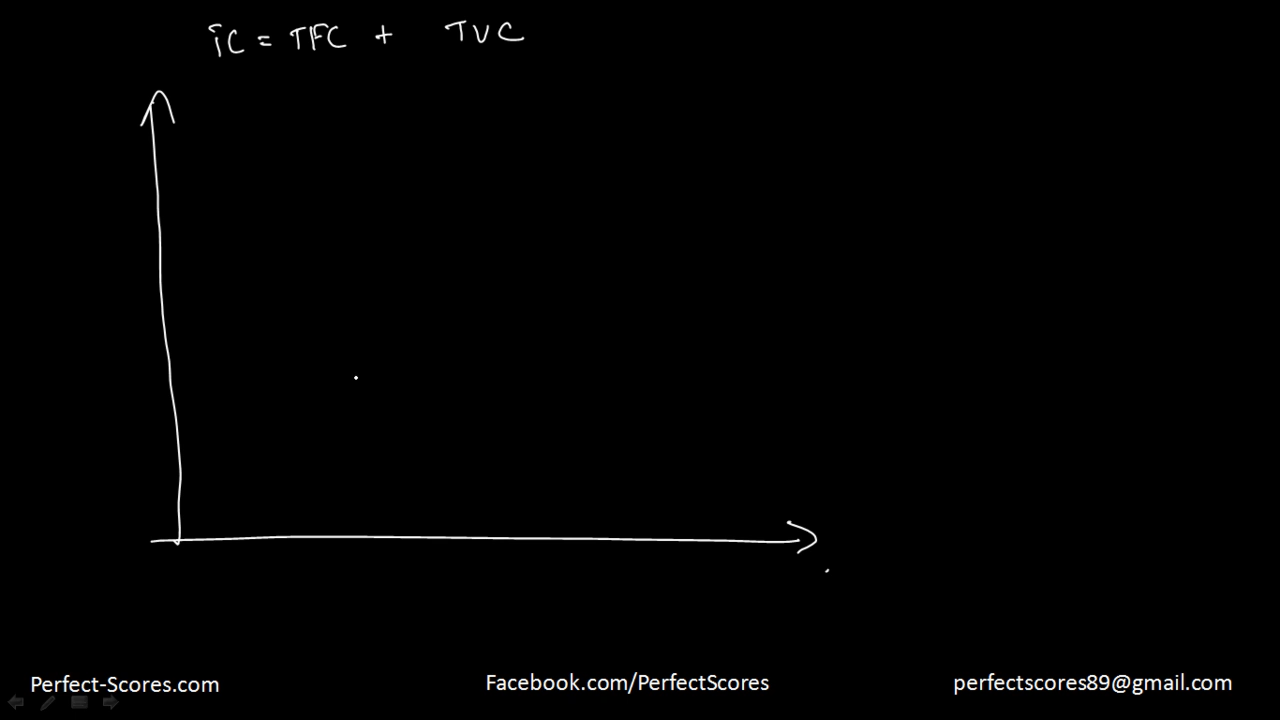 TC = TFC + TVC
Perfect-Scores.com
Facebook.com/PerfectScores
perfectscores89@gmail.com